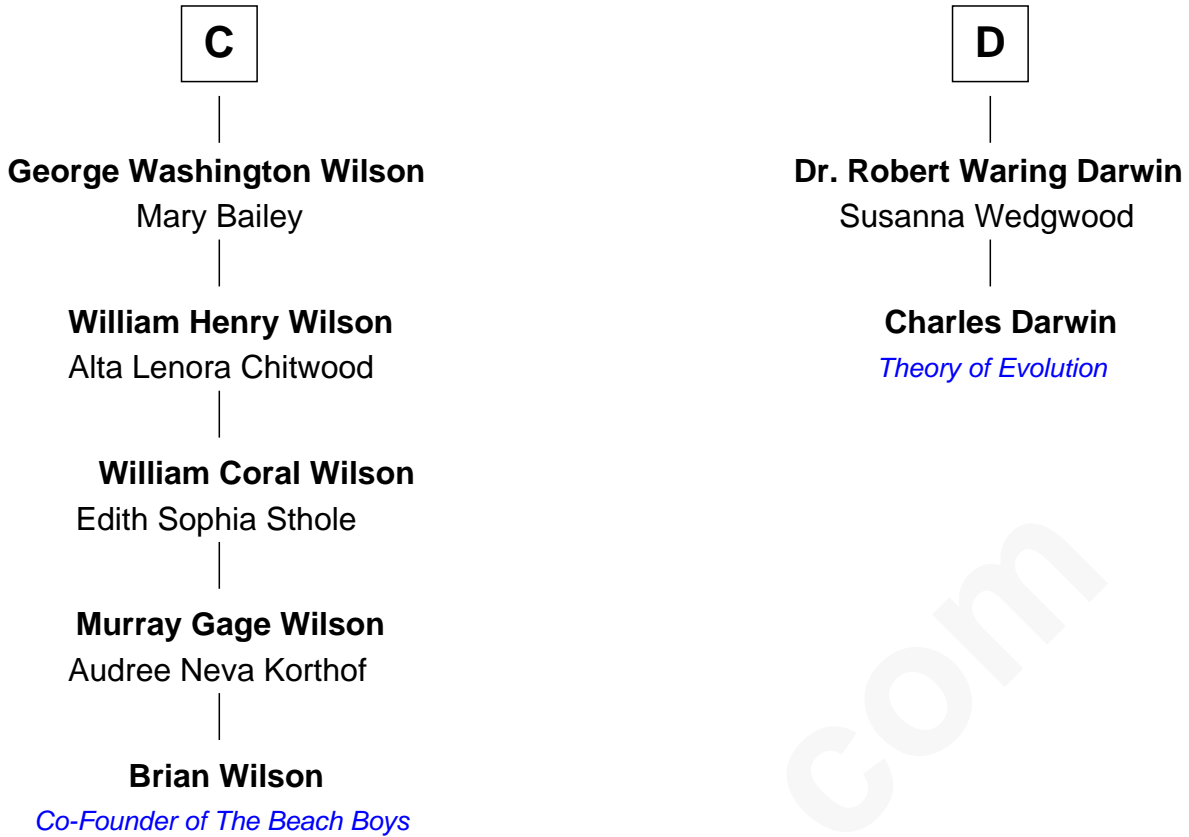 C
George Washington Wilson
Mary Bailey
William Henry Wilson
Alta Lenora Chitwood
William Coral Wilson
Edith Sophia Sthole
Murray Gage Wilson
Audree Neva Korthof
Brian Wilson
Co-Founder of The Beach Boys
D
Dr. Robert Waring Darwin
Susanna Wedgwood
Charles Darwin
Theory of Evolution
com